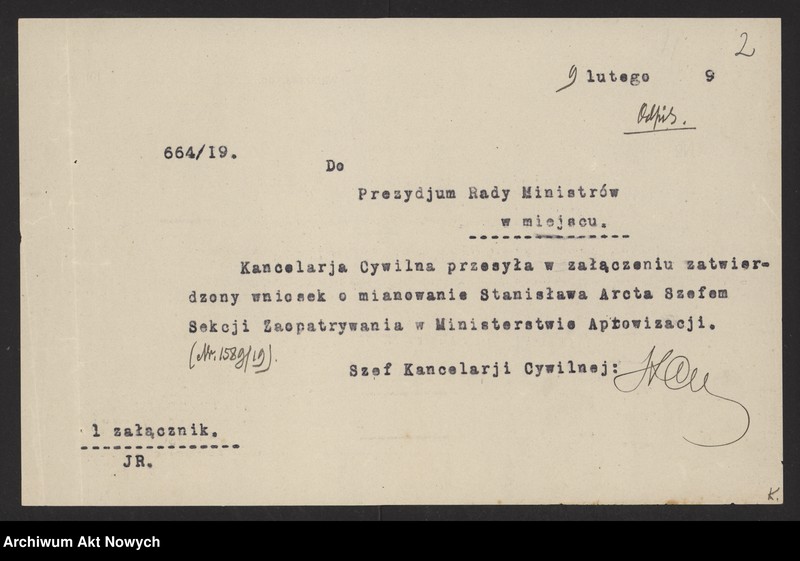 2
9 lutego 9
Odpis.
664/19.
Do
Prezydjum Rady Ministrów
w miejscu.
Kancelarja Cywilna przesyła w załączeniu zatwier-
dzony wniosek o mianowanie Stanisława Arcta Szefem
Sekcji Zaopatrywania w Ministerstwie Aprowizacji.
(Nr. 1589/19).
Szef Kancelarji Cywilnej:
1 załącznik.
JR.
K.
Archiwum Akt Nowych